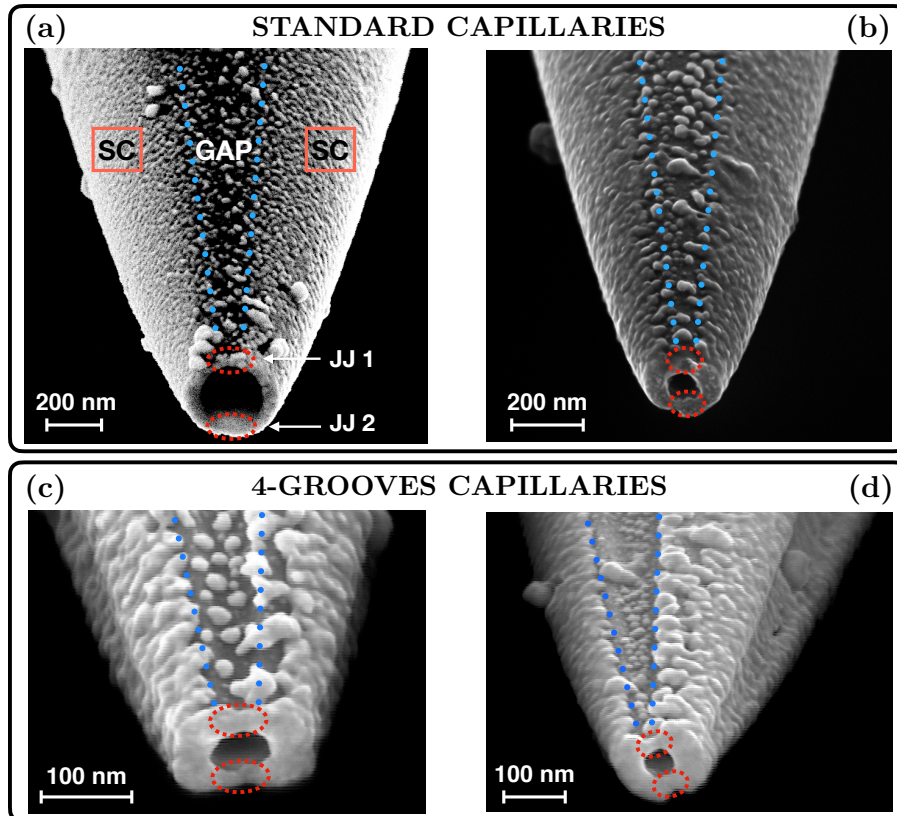 (a) STANDARD CAPILLARIES (b)
SC GAP SC
JJ 1
200 nm
JJ 2
200 nm
(c) 4-GROOVES CAPILLARIES (d)
100 nm
100 nm